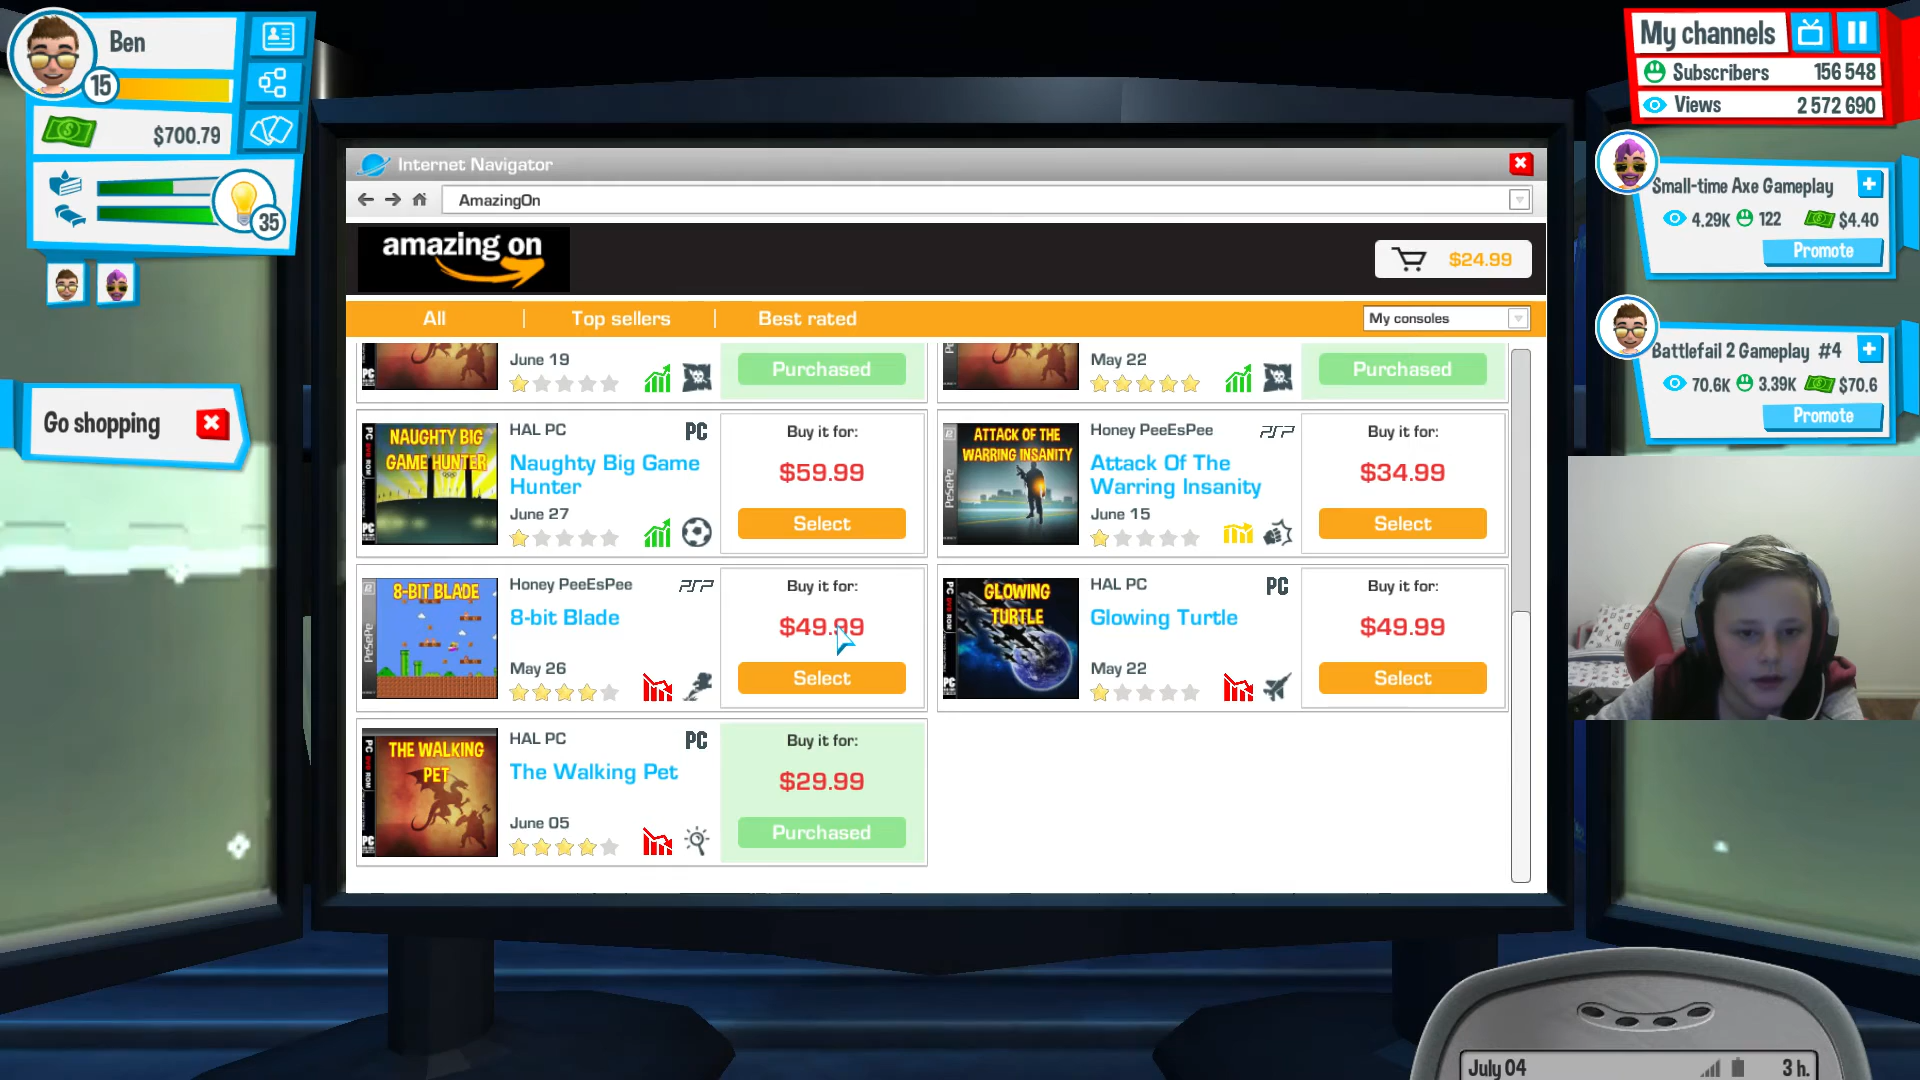 Ben
15
$700.79
35
Go shopping
Internet Navigator
AmazingOn
amazing on
$24.99
All | Top sellers | Best rated
My consoles
June 19
Purchased
May 22
Purchased
NAUGHTY BIG GAME HUNTER
HAL PC
PC
Naughty Big Game Hunter
June 27
Buy it for:
$59.99
Select
ATTACK OF THE WARRING INSANITY
Honey PeeEsPee
PSP
Attack Of The Warring Insanity
June 15
Buy it for:
$34.99
Select
8-BIT BLADE
Honey PeeEsPee
PSP
8-bit Blade
May 26
Buy it for:
$49.99
Select
GLOWING TURTLE
HAL PC
PC
Glowing Turtle
May 22
Buy it for:
$49.99
Select
THE WALKING PET
HAL PC
PC
The Walking Pet
June 05
Buy it for:
$29.99
Purchased
My channels
Subscribers 156 548
Views 2 572 690
Small-time Axe Gameplay
4.29K 122 $4.40
Promote
Battlefail 2 Gameplay #4
70.6K 3.39K $70.6
Promote
July 04
3 h.